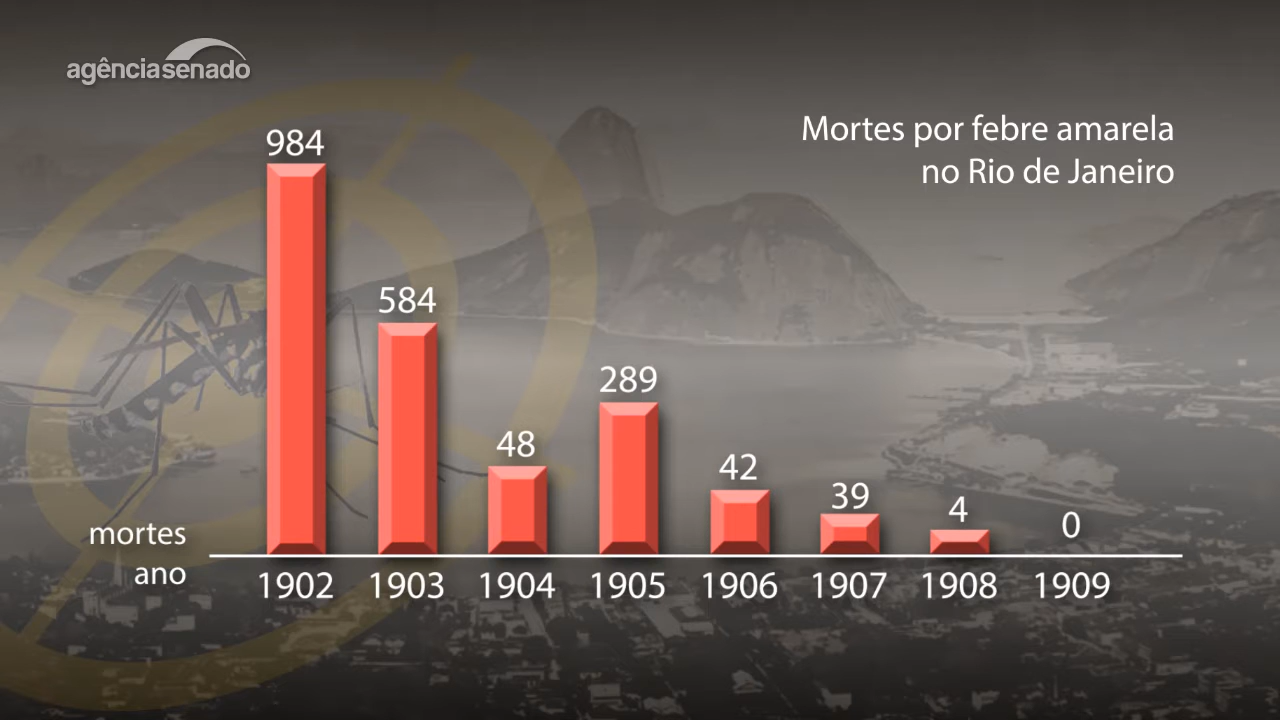 agênciasenado
Mortes por febre amarela
no Rio de Janeiro
984
584
48
289
42
39
4
0
mortes
ano
1902 1903 1904 1905 1906 1907 1908 1909